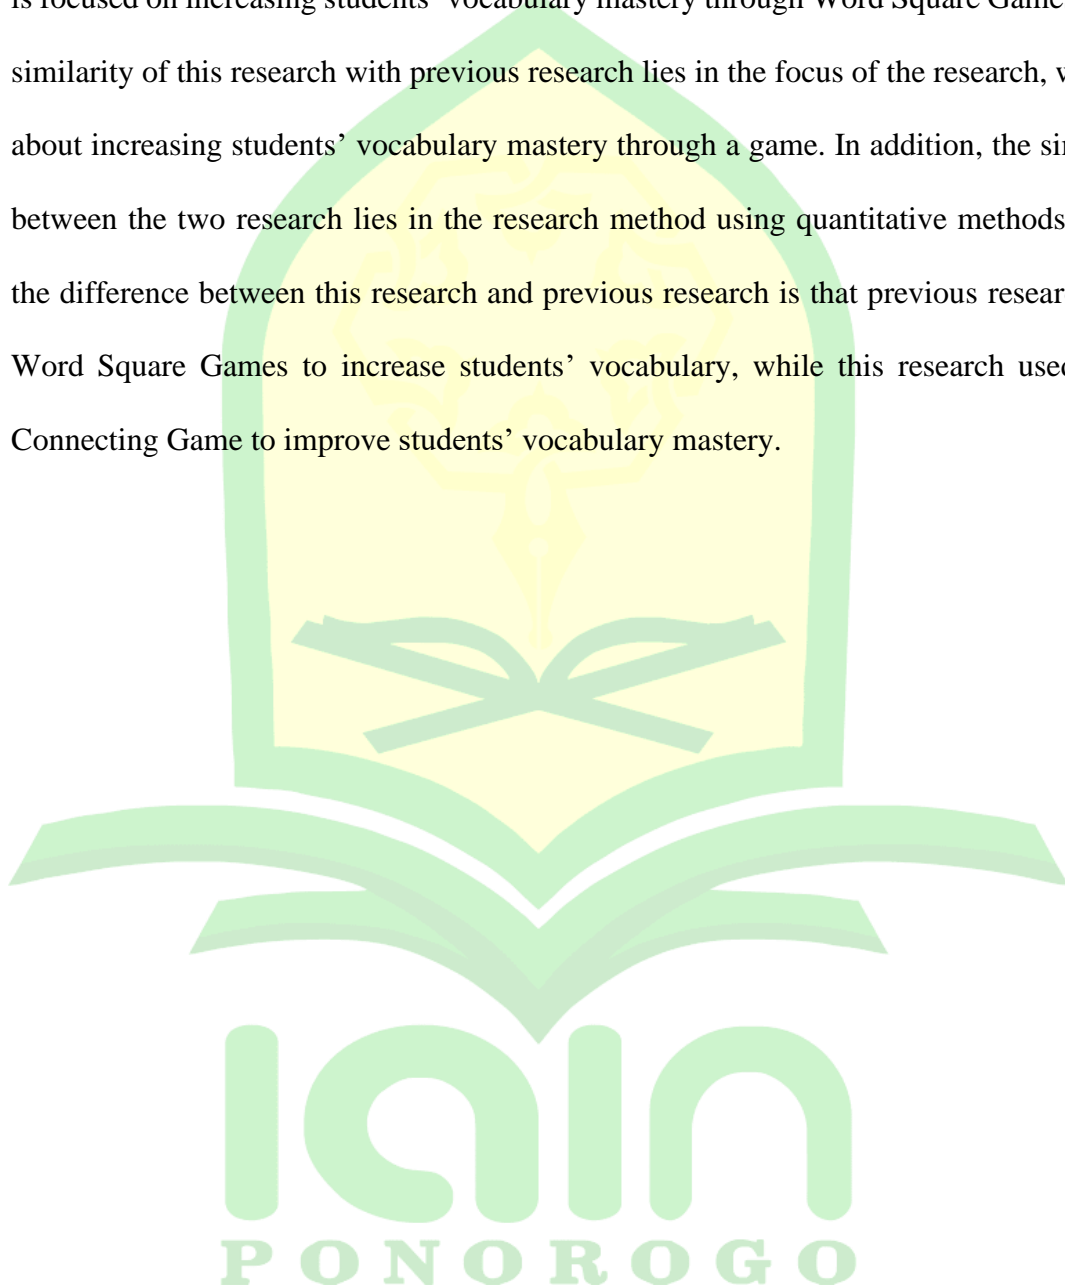 is focused on increasing students' vocabulary mastery through Word Square Game
similarity of this research with previous research lies in the focus of the research,
about increasing students' vocabulary mastery through a game. In addition, the
between the two research lies in the research method using quantitative methods
the difference between this research and previous research is that previous
Word Square Games to increase students' vocabulary, while this research
Connecting Game to improve students' vocabulary mastery.
iain
PONOROGO